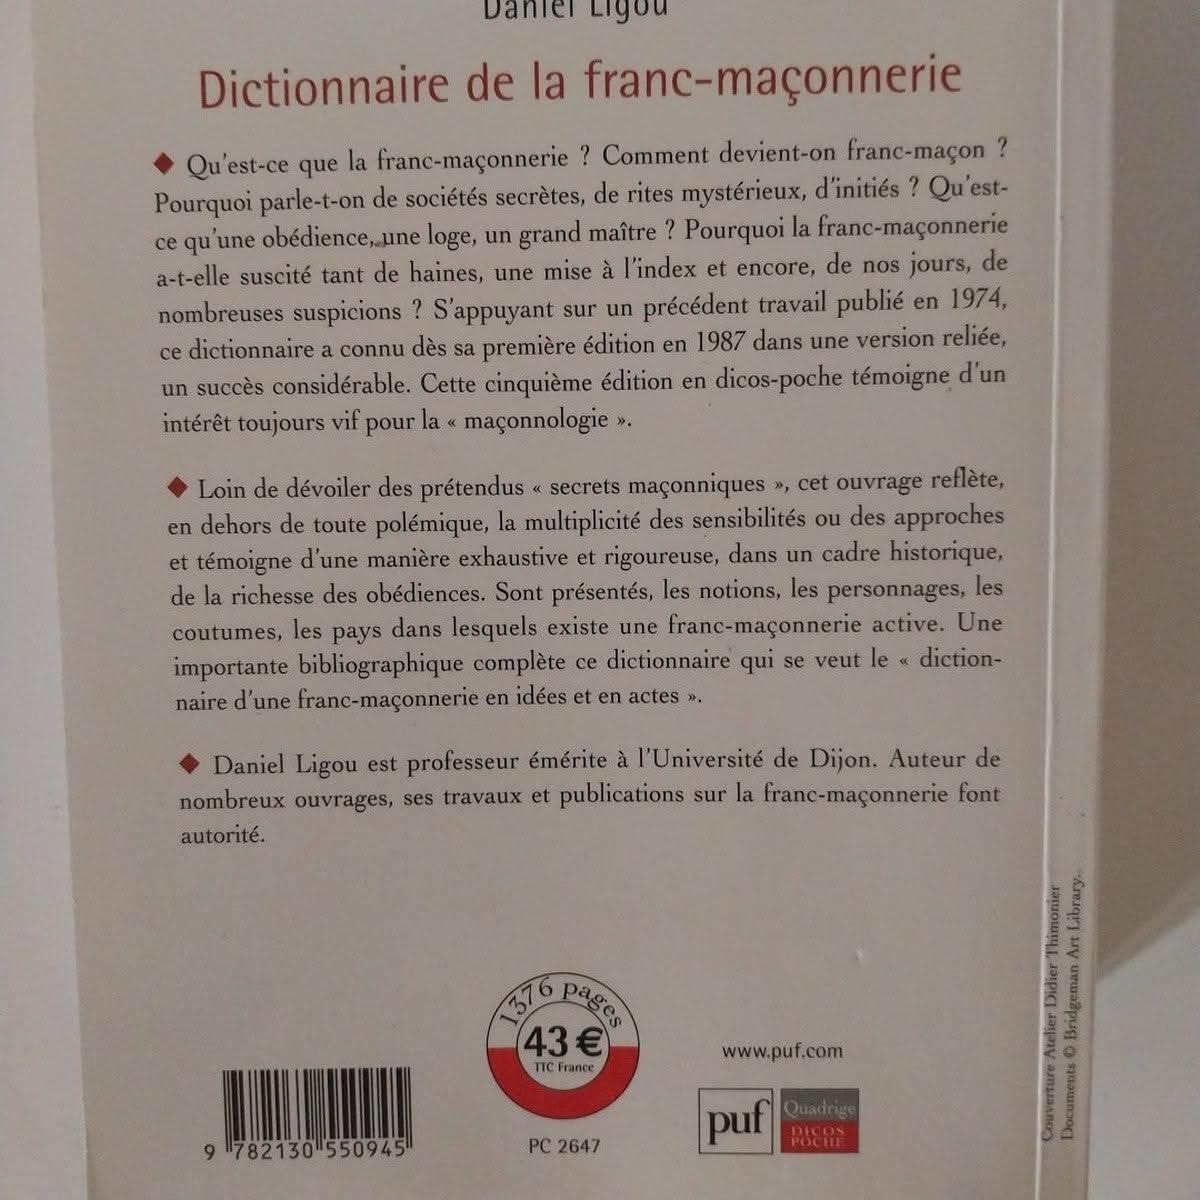 Daniel Ligou
Dictionnaire de la franc-maçonnerie
Qu'est-ce que la franc-maçonnerie ? Comment devient-on franc-maçon ?
Pourquoi parle-t-on de sociétés secrètes, de rites mystérieux, d'initiés ? Qu'est-
ce qu'une obédience, une loge, un grand maître ? Pourquoi la franc-maçonnerie
a-t-elle suscité tant de haines, une mise à l'index et encore, de nos jours, de
nombreuses suspicions ? S'appuyant sur un précédent travail publié en 1974,
ce dictionnaire a connu dès sa première édition en 1987 dans une version reliée,
un succès considérable. Cette cinquième édition en dicos-poche témoigne d'un
intérêt toujours vif pour la « maçonnologie ».
Loin de dévoiler des prétendus « secrets maçonniques », cet ouvrage reflète,
en dehors de toute polémique, la multiplicité des sensibilités ou des approches
et témoigne d'une manière exhaustive et rigoureuse, dans un cadre historique,
de la richesse des obédiences. Sont présentés, les notions, les personnages, les
coutumes, les pays dans lesquels existe une franc-maçonnerie active. Une
importante bibliographique complète ce dictionnaire qui se veut le « diction-
naire d'une franc-maçonnerie en idées et en actes ».
Daniel Ligou est professeur émérite à l'Université de Dijon. Auteur de
nombreux ouvrages, ses travaux et publications sur la franc-maçonnerie font
autorité.
1376 pages
43 €
TTC France
PC 2647
9 782130 550945
www.puf.com
puf
Quadrige
DICOS
POCHE
Couverture Atelier Didier Thimonier
Documents © Bridgeman Art Library.